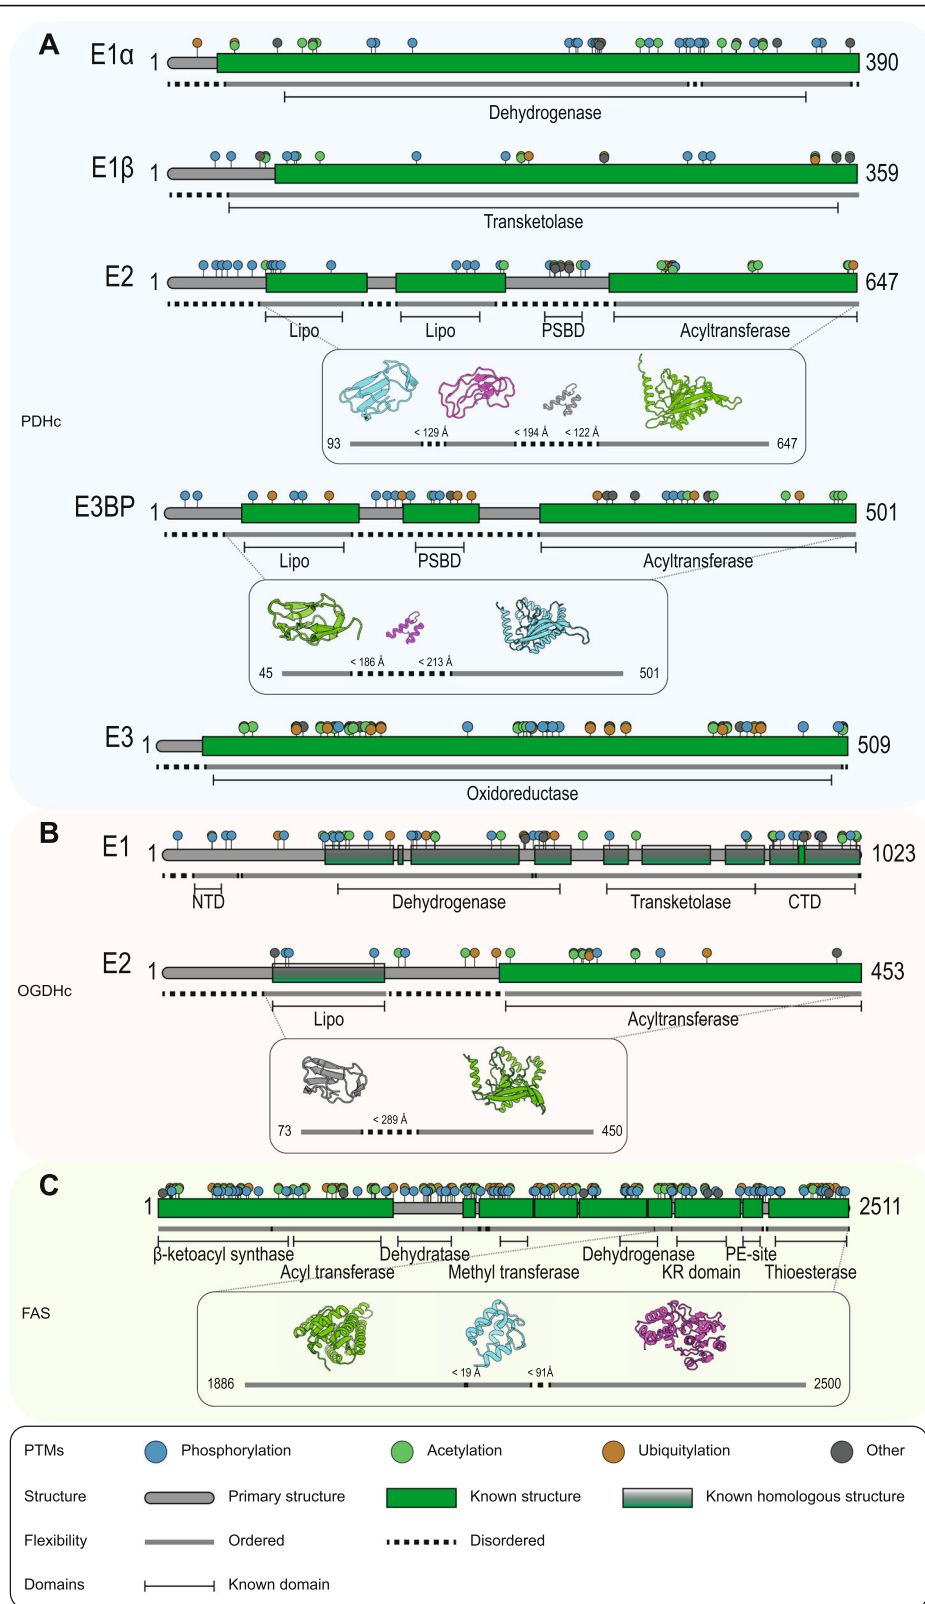 A
E1α 1 390
Dehydrogenase
E1β 1 359
Transketolase
E2 1 647
Lipo Lipo PSBD Acyltransferase
< 129 Å < 194 Å < 122 Å
93 647
PDHc
E3BP 1 501
Lipo PSBD Acyltransferase
< 186 Å < 213 Å
45 501
E3 1 509
Oxidoreductase
B
E1 1 1023
NTD Dehydrogenase Transketolase CTD
E2 1 453
OGDHc
Lipo Acyltransferase
< 289 Å
73 450
C
1 2511
β-ketoacyl synthase Dehydratase Dehydrogenase PE-site
Acyl transferase Methyl transferase KR domain Thioesterase
FAS
< 19 Å < 91Å
1886 2500
PTMs Phosphorylation Acetylation Ubiquitylation Other
Structure Primary structure Known structure Known homologous structure
Flexibility Ordered Disordered
Domains Known domain